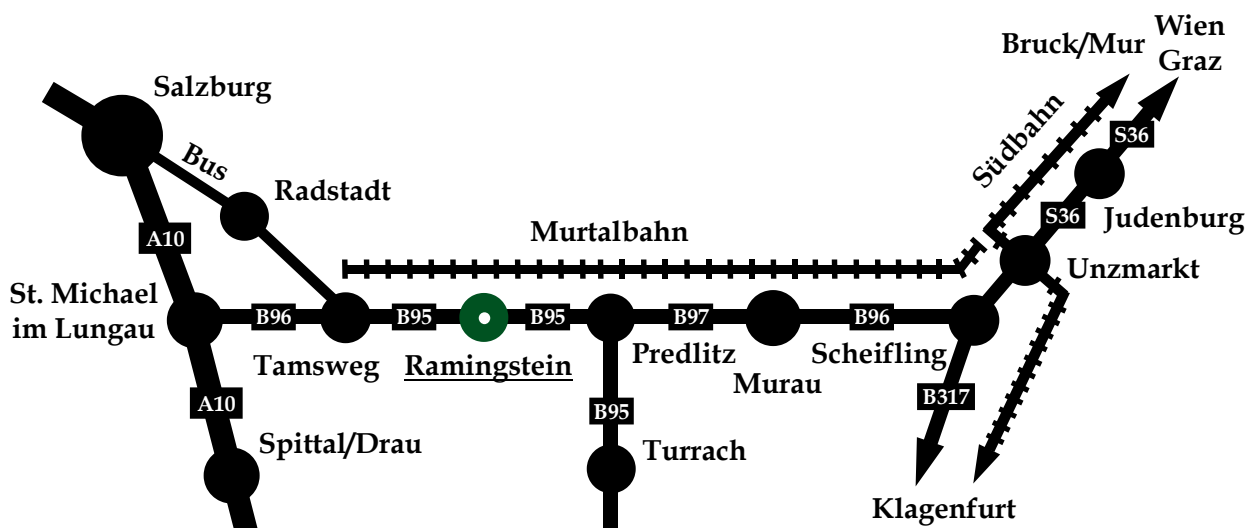 Wien
Graz
Bruck/Mur
Salzburg
Südbahn
S36
Bus
Radstadt
Judenburg
S36
A10
Murtalbahn
Unzmarkt
St. Michael
im Lungau
B96
B95
B95
B97
B96
Tamsweg
Ramingstein
Predlitz
Scheifling
Murau
A10
B95
B317
Spittal/Drau
Turrach
Klagenfurt